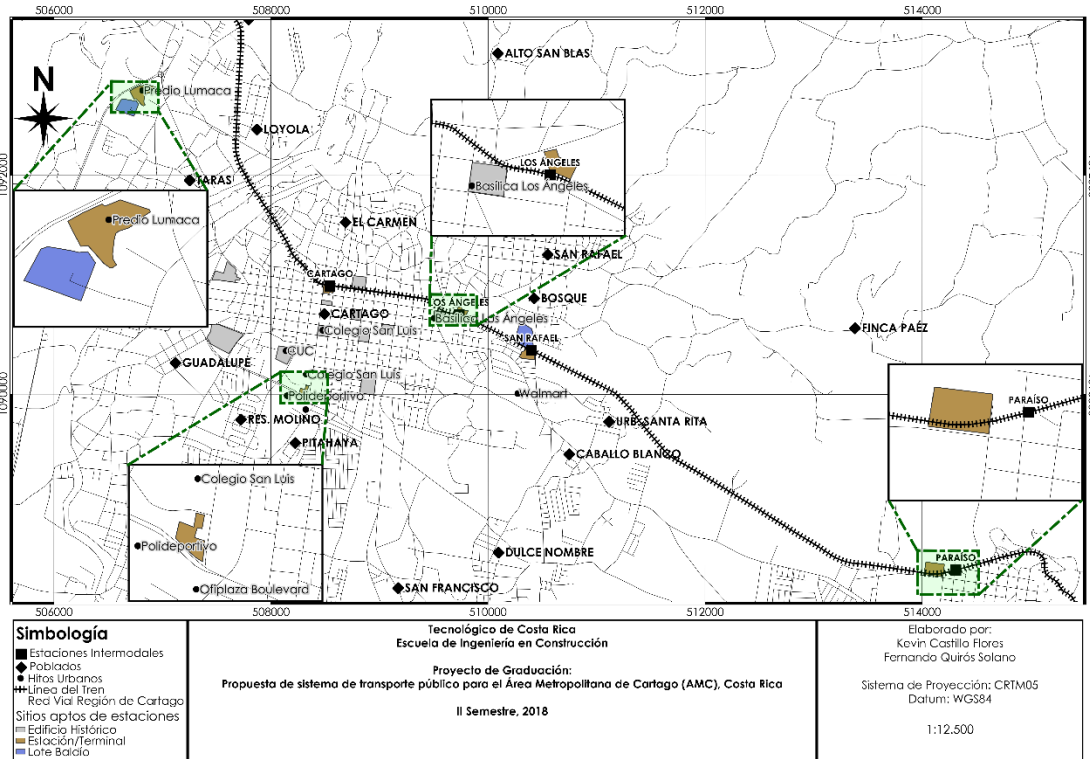 506000 508000 510000 512000 514000
N
Predio Lumaca
ALTO SAN BLAS
LOYOLA
TARAS
1092000
LOS ÁNGELES
Basílica Los Ángeles
EL CARMEN
Predio Lumaca
SAN RAFAEL
CARTAGO
BOSQUE
LOS ÁNGELES
Basílica Los Ángeles
CARTAGO
Colegio San Luis
SAN RAFAEL
FINCA PAÉZ
CUC
GUADALUPE
Colegio San Luis
1090000
Polideportivo
Walmart
PARAÍSO
RES. MOLINO
URB. SANTA RITA
PITAHAYA
CABALLO BLANCO
Colegio San Luis
Polideportivo
DULCE NOMBRE
PARAÍSO
Ofiplaza Boulevard
SAN FRANCISCO
506000 508000 510000 512000 514000
Simbología
Estaciones Intermodales
Poblados
Hitos Urbanos
Línea del Tren
Red Vial Región de Cartago
Sitios aptos de estaciones
Edificio Histórico
Estación/Terminal
Lote Baldío
Tecnológico de Costa Rica
Escuela de Ingeniería en Construcción
Proyecto de Graduación:
Propuesta de sistema de transporte público para el Área Metropolitana de Cartago (AMC), Costa Rica
II Semestre, 2018
Elaborado por:
Kevin Castillo Flores
Fernando Quirós Solano
Sistema de Proyección: CRTM05
Datum: WGS84
1:12.500